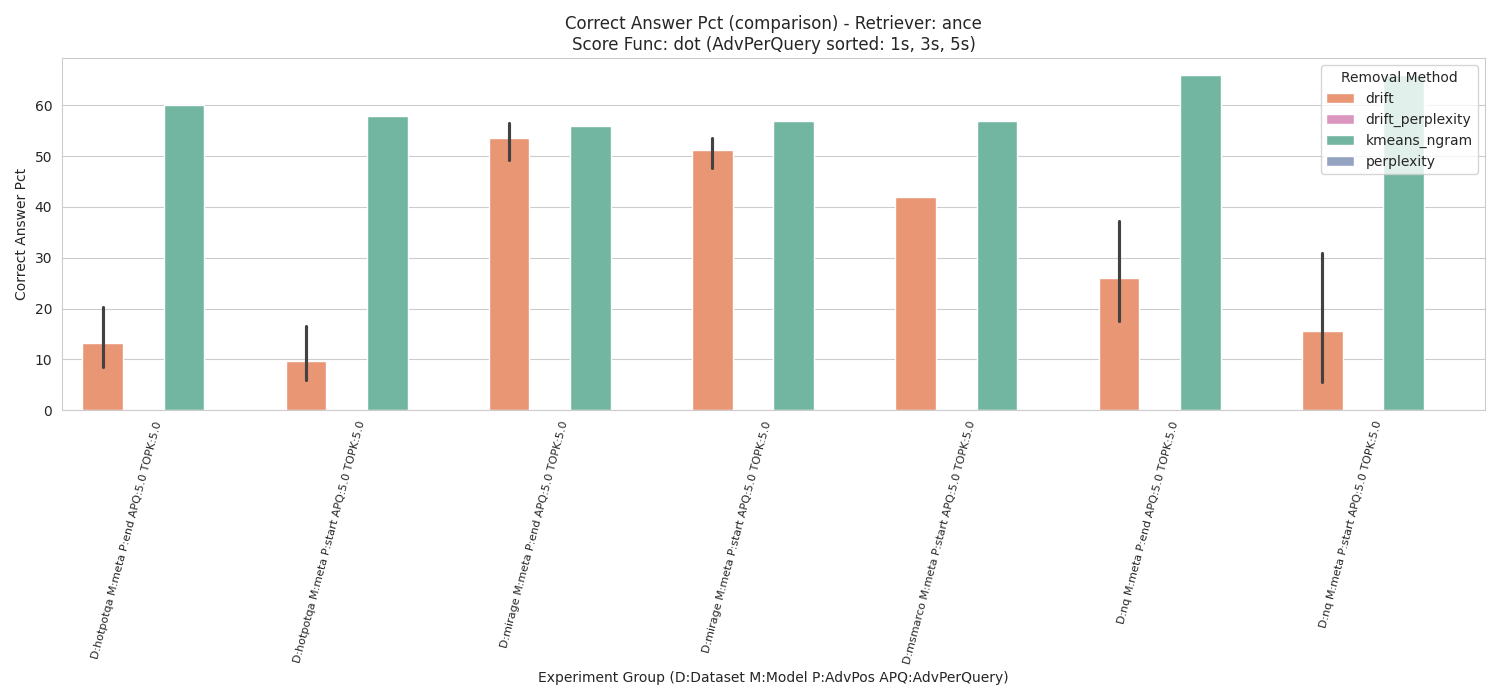 Correct Answer Pct (comparison) - Retriever: ance
Score Func: dot (AdvPerQuery sorted: 1s, 3s, 5s)
Removal Method
drift
drift_perplexity
kmeans_ngram
perplexity
Correct Answer Pct
60
50
40
30
20
10
0
D:hotpotqa M:meta P:end APQ:5.0 TOPK:5.0
D:hotpotqa M:meta P:start APQ:5.0 TOPK:5.0
D:mirage M:meta P:end APQ:5.0 TOPK:5.0
D:mirage M:meta P:start APQ:5.0 TOPK:5.0
D:msmarco M:meta P:start APQ:5.0 TOPK:5.0
D:nq M:meta P:end APQ:5.0 TOPK:5.0
D:nq M:meta P:start APQ:5.0 TOPK:5.0
Experiment Group (D:Dataset M:Model P:AdvPos APQ:AdvPerQuery)